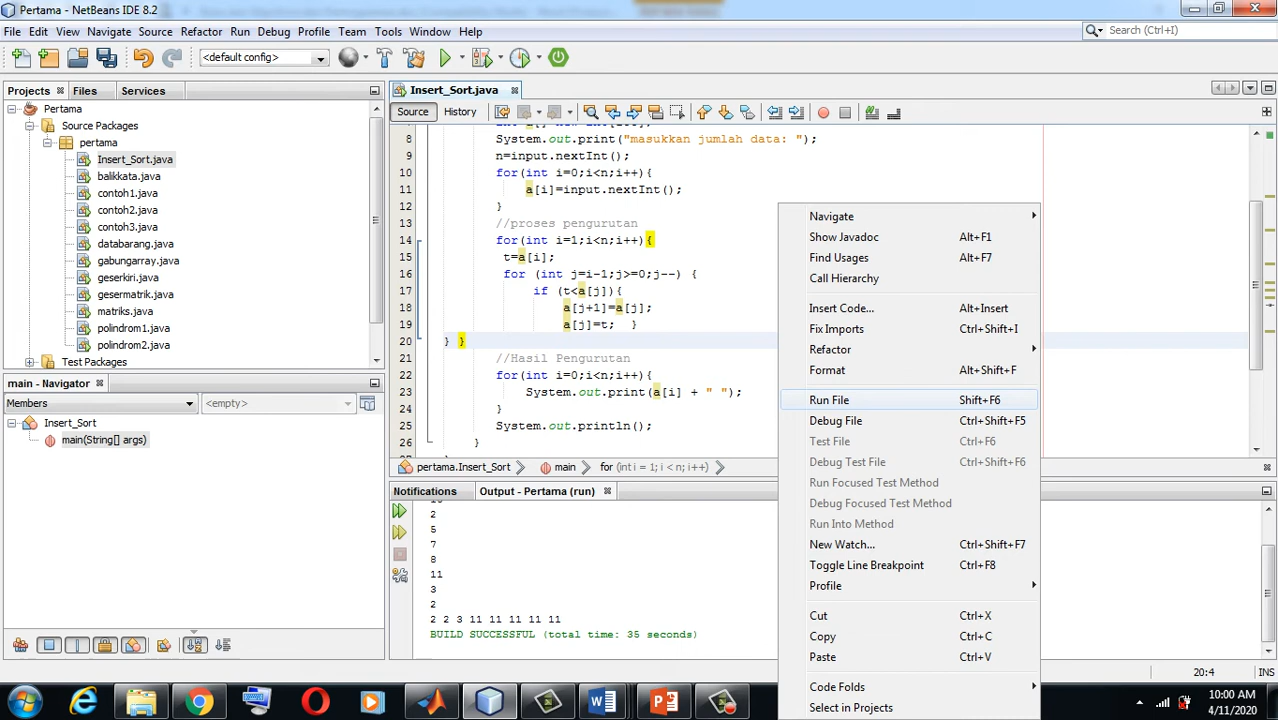 Pertama - NetBeans IDE 8.2
File Edit View Navigate Source Refactor Run Debug Profile Team Tools Window Help
Search (Ctrl+I)
<default config>
Projects Files Services
Pertama
Source Packages
pertama
Insert_Sort.java
balikkata.java
contoh1.java
contoh2.java
contoh3.java
databarang.java
gabungarray.java
geserkiri.java
gesermatrik.java
matriks.java
polindrom1.java
polindrom2.java
Test Packages
main - Navigator
Members <empty>
Insert_Sort
main(String[] args)
Insert_Sort.java
Source History
8 System.out.print("masukkan jumlah data: ");
9 n=input.nextInt();
10 for(int i=0;i<n;i++){
11 a[i]=input.nextInt();
12 }
13 //proses pengurutan
14 for(int i=1;i<n;i++){
15 t=a[i];
16 for (int j=i-1;j>=0;j--) {
17 if (t<a[j]){
18 a[j+1]=a[j];
19 a[j]=t; }
20 } }
21 //Hasil Pengurutan
22 for(int i=0;i<n;i++){
23 System.out.print(a[i] + " ");
24 }
25 System.out.println();
26 }
pertama.Insert_Sort main for (int i = 1; i < n; i++)
Notifications Output - Pertama (run)
2
5
7
8
11
3
2
2 2 3 11 11 11 11 11
BUILD SUCCESSFUL (total time: 35 seconds)
Navigate
Show Javadoc Alt+F1
Find Usages Alt+F7
Call Hierarchy
Insert Code... Alt+Insert
Fix Imports Ctrl+Shift+I
Refactor
Format Alt+Shift+F
Run File Shift+F6
Debug File Ctrl+Shift+F5
Test File Ctrl+F6
Debug Test File Ctrl+Shift+F6
Run Focused Test Method
Debug Focused Test Method
Run Into Method
New Watch... Ctrl+Shift+F7
Toggle Line Breakpoint Ctrl+F8
Profile
Cut Ctrl+X
Copy Ctrl+C
Paste Ctrl+V
Code Folds
Select in Projects
20:4 INS
10:00 AM
4/11/2020